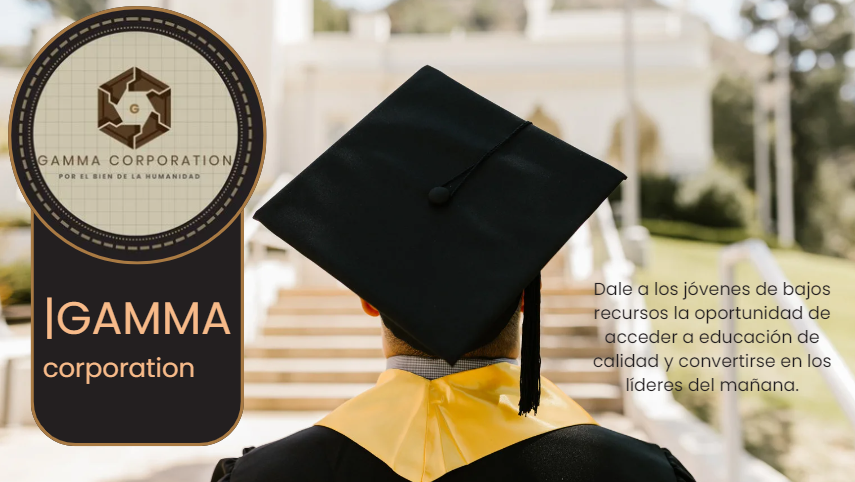 G
GAMMA CORPORATION
POR EL BIEN DE LA HUMANIDAD
|GAMMA
corporation
Dale a los jóvenes de bajos
recursos la oportunidad de
acceder a educación de
calidad y convertirse en los
líderes del mañana.